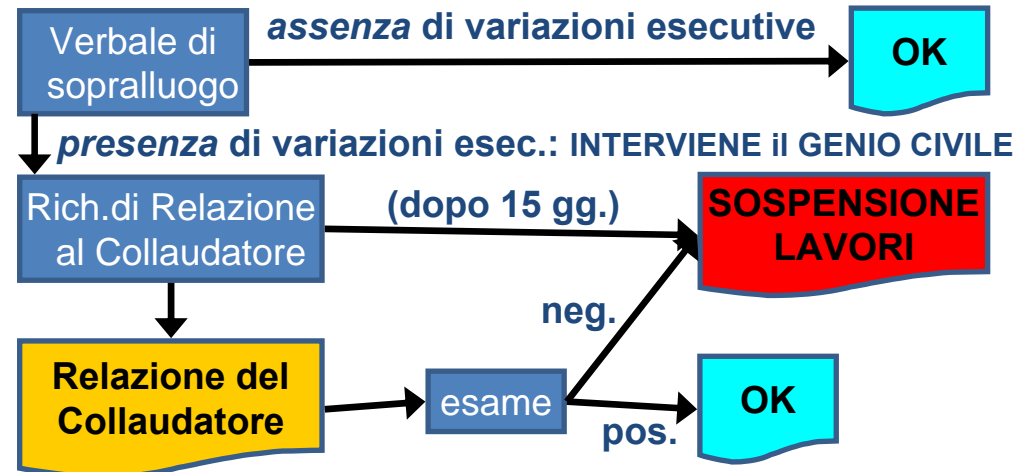 Verbale di
sopralluogo
assenza di variazioni esecutive
OK
presenza di variazioni esec.: INTERVIENE il GENIO CIVILE
Rich.di Relazione
al Collaudatore
(dopo 15 gg.)
SOSPENSIONE
LAVORI
neg.
Relazione del
Collaudatore
esame
pos.
OK